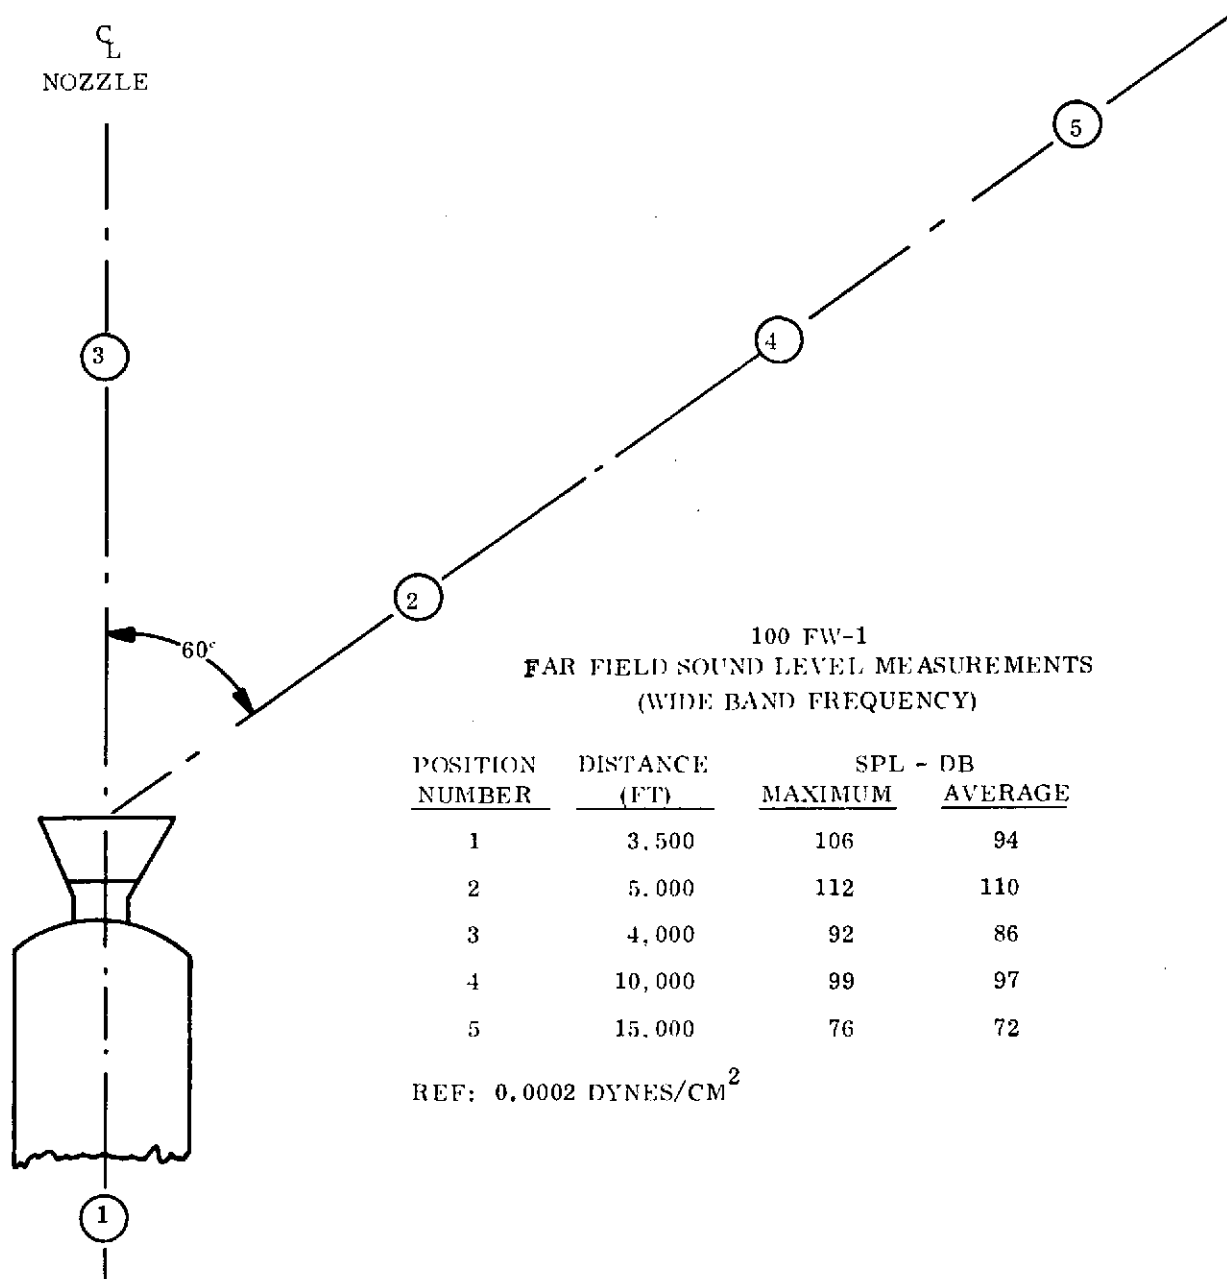 ℄
NOZZLE
5
3
4
2
60°
100 FW-1
FAR FIELD SOUND LEVEL MEASUREMENTS
(WIDE BAND FREQUENCY)
POSITION NUMBER DISTANCE (FT) SPL - DB
MAXIMUM AVERAGE
1 3,500 106 94
2 5,000 112 110
3 4,000 92 86
4 10,000 99 97
5 15,000 76 72
REF: 0.0002 DYNES/CM²
1